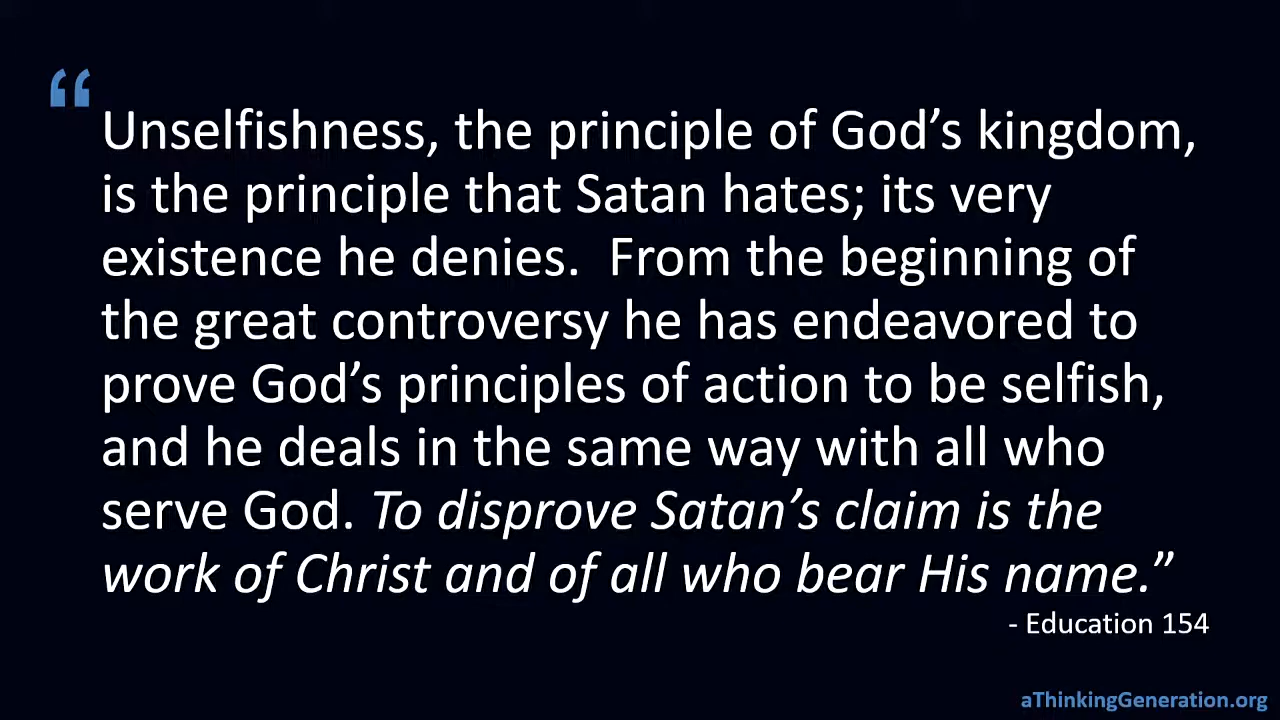 “
Unselfishness, the principle of God’s kingdom,
is the principle that Satan hates; its very
existence he denies.  From the beginning of
the great controversy he has endeavored to
prove God’s principles of action to be selfish,
and he deals in the same way with all who
serve God. To disprove Satan’s claim is the
work of Christ and of all who bear His name.”
- Education 154
aThinkingGeneration.org